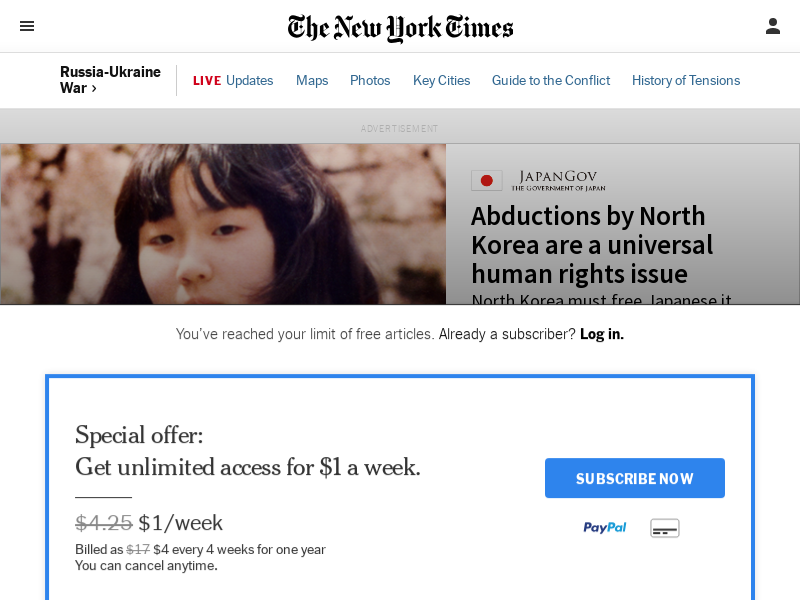 The New York Times
Russia-Ukraine
War ›
LIVE Updates Maps Photos Key Cities Guide to the Conflict History of Tensions
ADVERTISEMENT
JAPANGOV
THE GOVERNMENT OF JAPAN
Abductions by North
Korea are a universal
human rights issue
North Korea must free Japanese it
You've reached your limit of free articles. Already a subscriber? Log in.
Special offer:
Get unlimited access for $1 a week.
$4.25 $1/week
Billed as $17 $4 every 4 weeks for one year
You can cancel anytime.
SUBSCRIBE NOW
PayPal